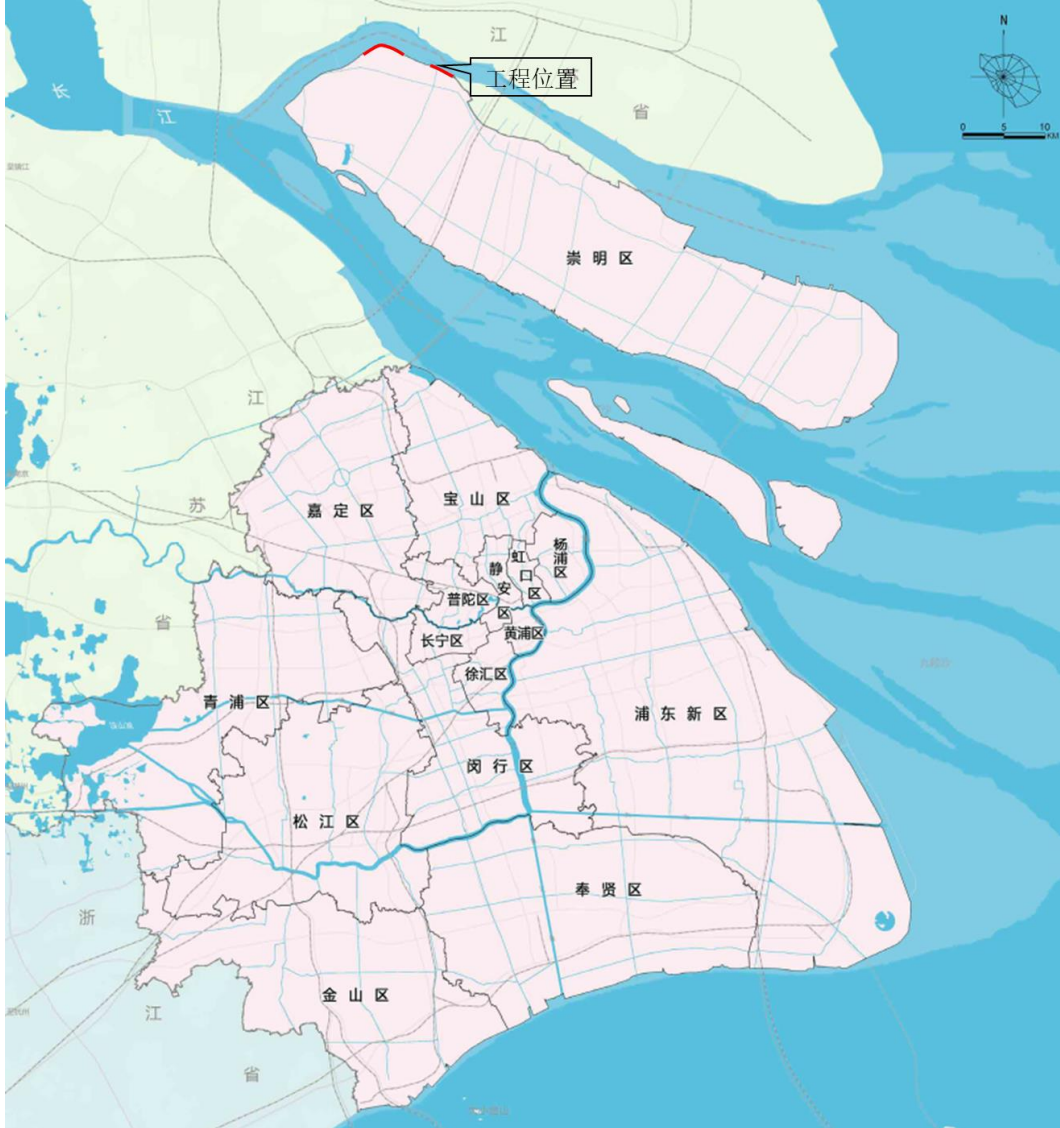 江
苏
省
工程位置
N
长
江
0 5 10
KM
崇明区
江
苏
省
嘉定区
宝山区
杨浦区
虹口区
静安区
普陀区
黄浦区
长宁区
徐汇区
青浦区
浦东新区
闵行区
松江区
奉贤区
浙
江
省
金山区